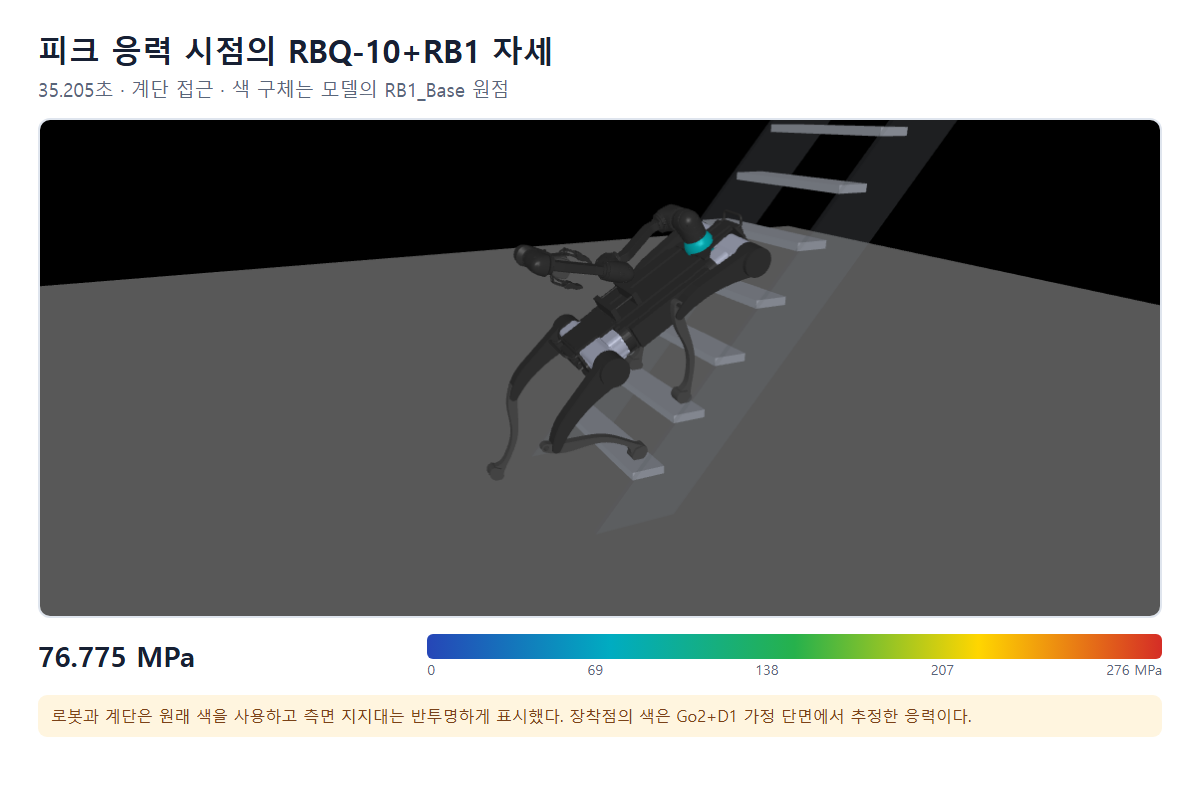 피크 응력 시점의 RBQ-10+RB1 자세
35.205초 · 계단 접근 · 색 구체는 모델의 RB1_Base 원점
76.775 MPa
0 69 138 207 276 MPa
로봇과 계단은 원래 색을 사용하고 측면 지지대는 반투명하게 표시했다. 장착점의 색은 Go2+D1 가정 단면에서 추정한 응력이다.